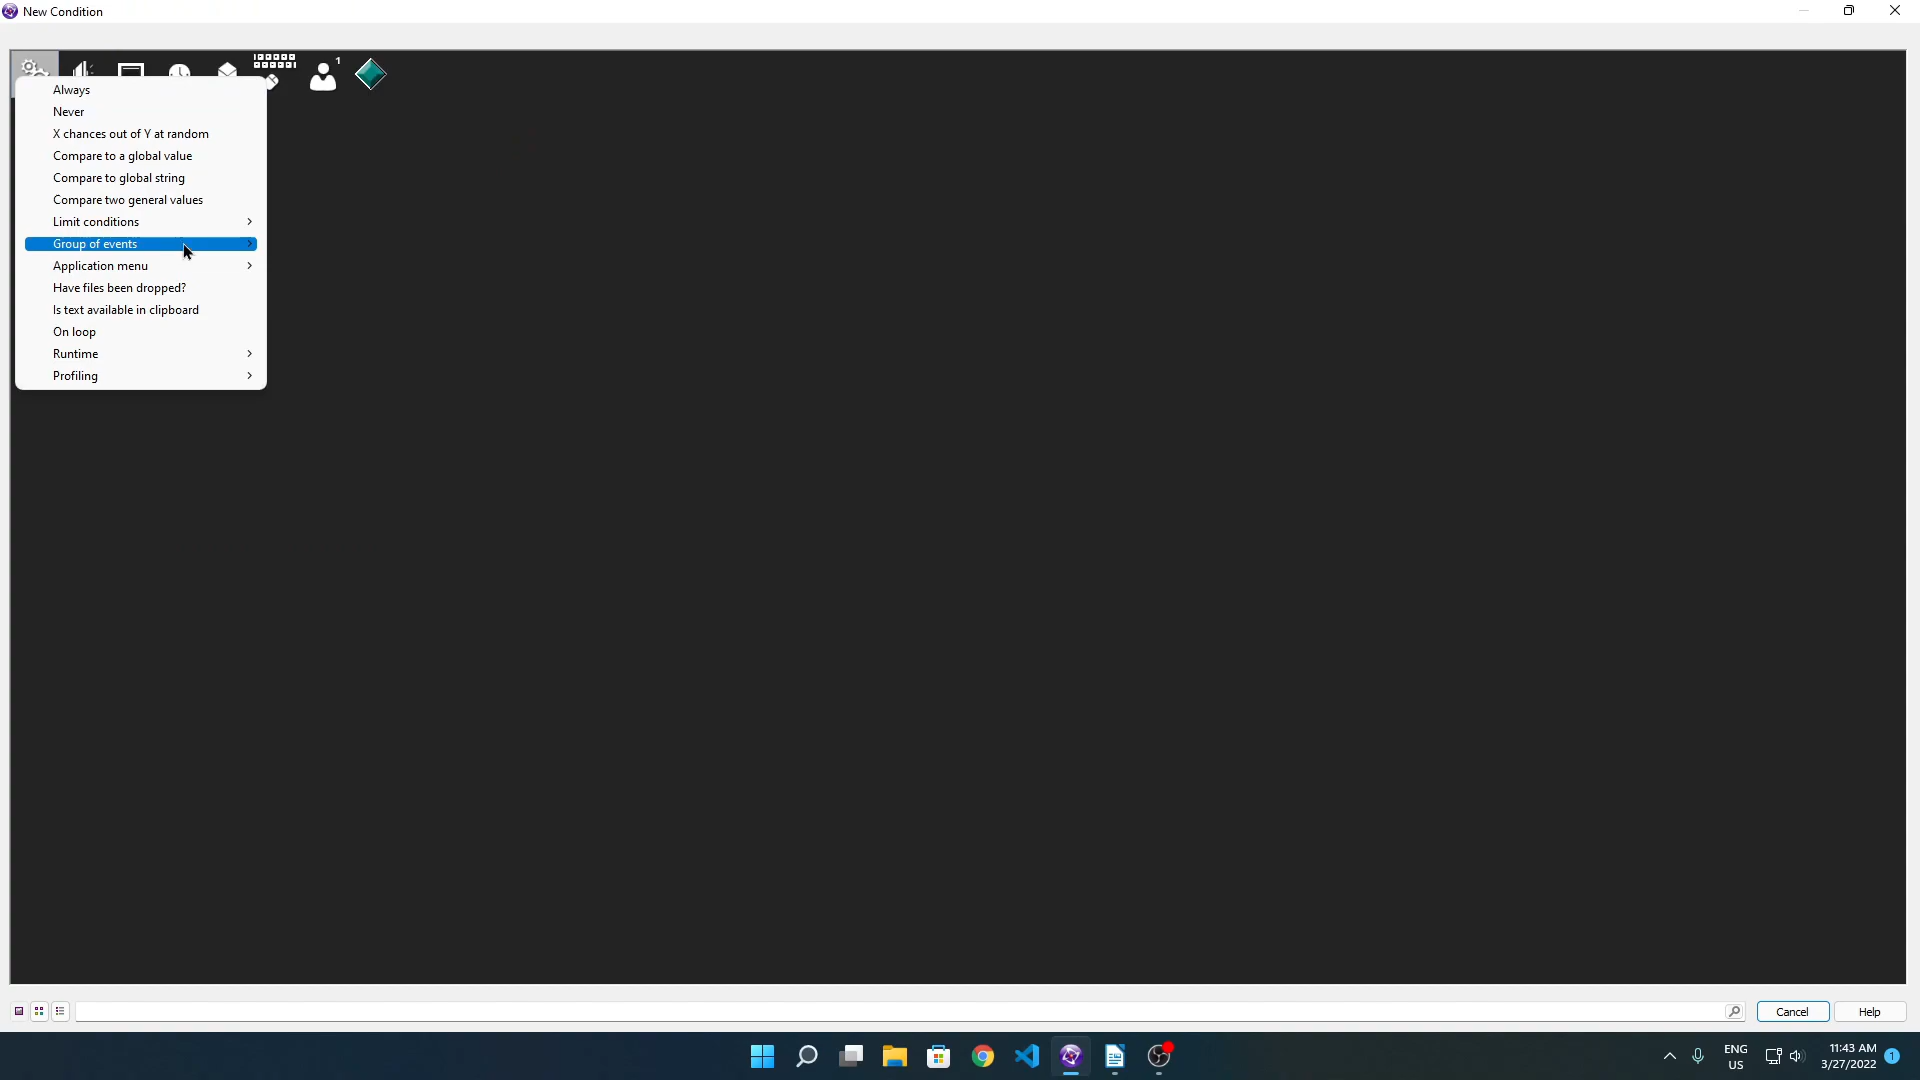 New Condition
1
Always
Never
X chances out of Y at random
Compare to a global value
Compare to global string
Compare two general values
Limit conditions
Group of events
Application menu
Have files been dropped?
Is text available in clipboard
On loop
Runtime
Profiling
Cancel
Help
ENG
US
11:43 AM
3/27/2022
1